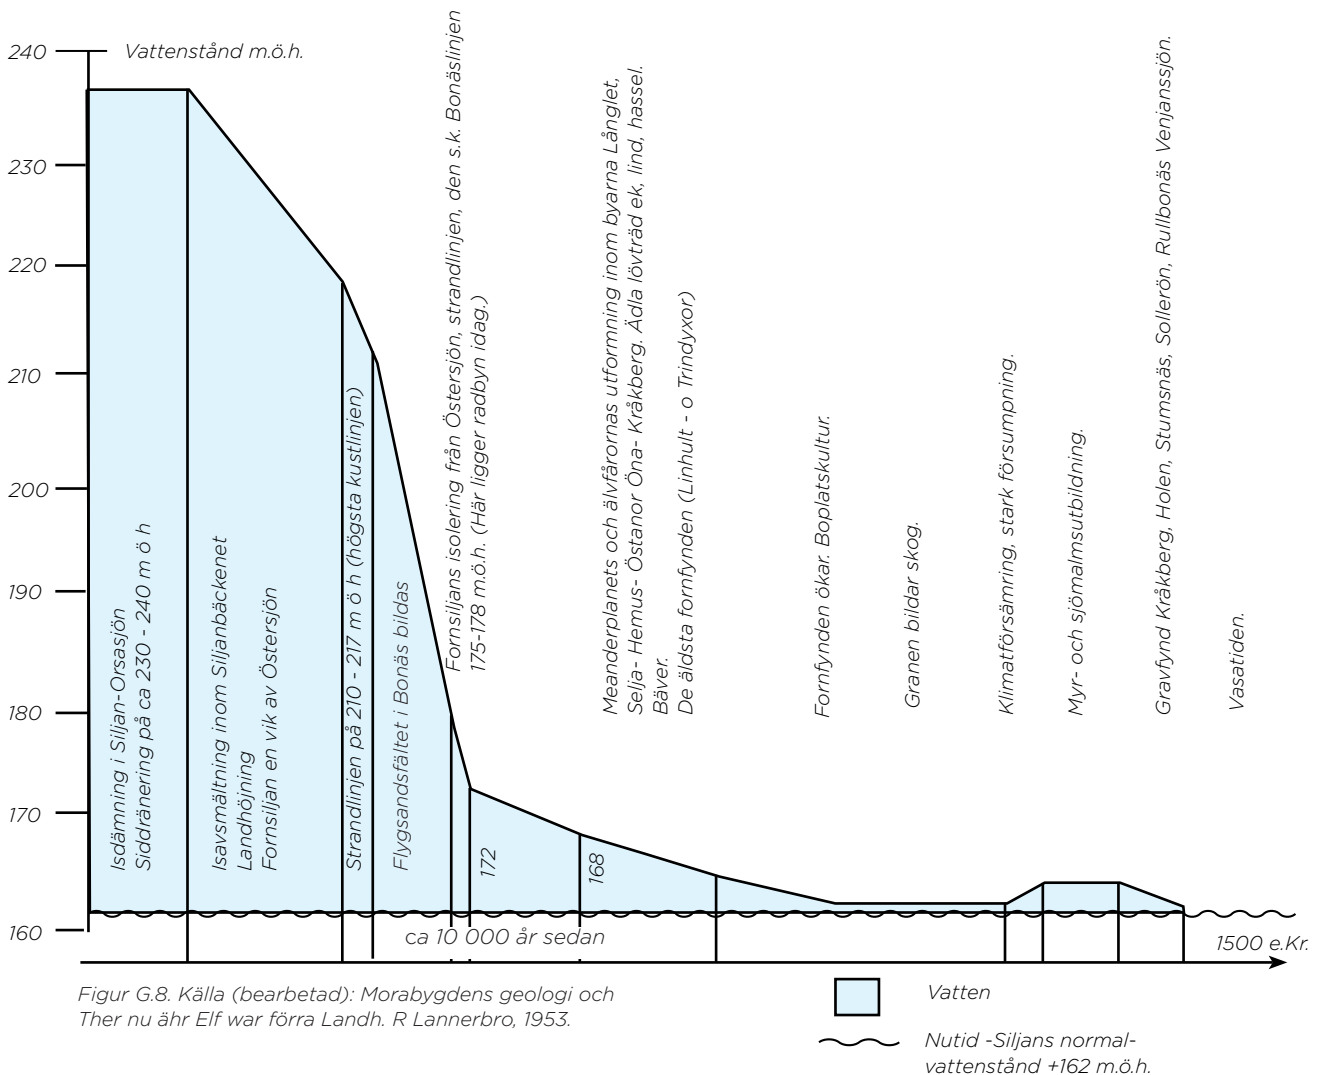 Vattenstånd m.ö.h.
240
230
220
210
200
190
180
170
160
Isdämning i Siljan-Orsasjön
Siddränering på ca 230 - 240 m ö h
Isavsmältning inom Siljanbäckenet
Landhöjning
Fornsiljan en vik av Östersjön
Strandlinjen på 210 - 217 m ö h (högsta kustlinjen)
Flygsandsfältet i Bonäs bildas
Fornsiljans isolering från Östersjön, strandlinjen, den s.k. Bonäslinjen
175-178 m.ö.h. (Här ligger radbyn idag.)
172
168
Meanderplanets och älvfårornas utformning inom byarna Långlet,
Selja- Hemus- Östanor Öna- Kråkberg. Ädla lövträd ek, lind, hassel.
Bäver.
De äldsta fornfynden (Linhult - o Trindyxor)
Fornfynden ökar. Boplatskultur.
Granen bildar skog.
Klimatförsämring, stark försumpning.
Myr- och sjömalmsutbildning.
Gravfynd Kråkberg, Holen, Stumsnäs, Sollerön, Rullbonäs Venjanssjön.
Vasatiden.
ca 10 000 år sedan
1500 e.Kr.
Figur G.8. Källa (bearbetad): Morabygdens geologi och
Ther nu ähr Elf war förra Landh. R Lannerbro, 1953.
Vatten
Nutid -Siljans normal-
vattenstånd +162 m.ö.h.